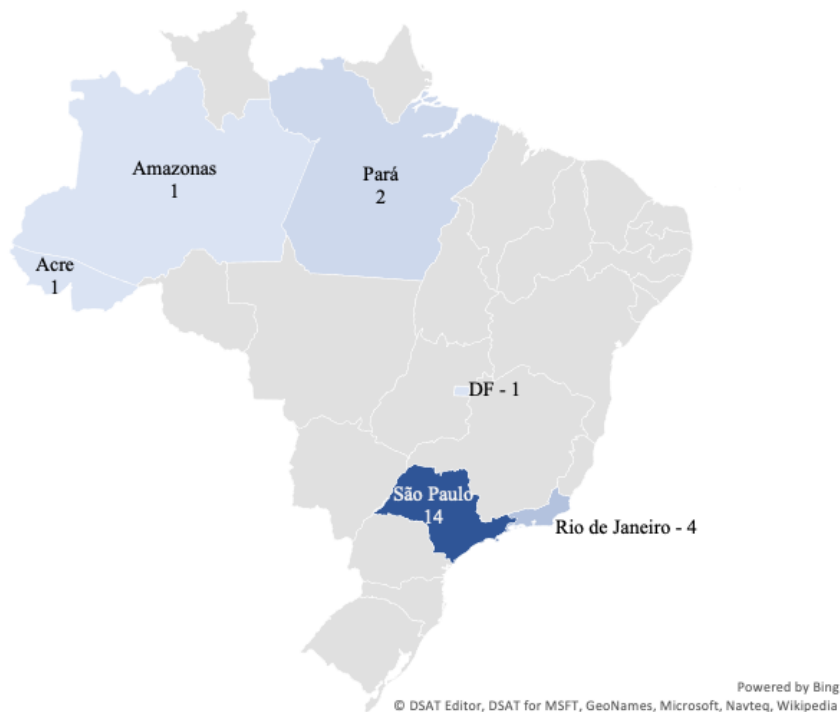 Amazonas
1
Pará
2
Acre
1
DF - 1
São Paulo
14
Rio de Janeiro - 4
Powered by Bing
© DSAT Editor, DSAT for MSFT, GeoNames, Microsoft, Navteq, Wikipedia